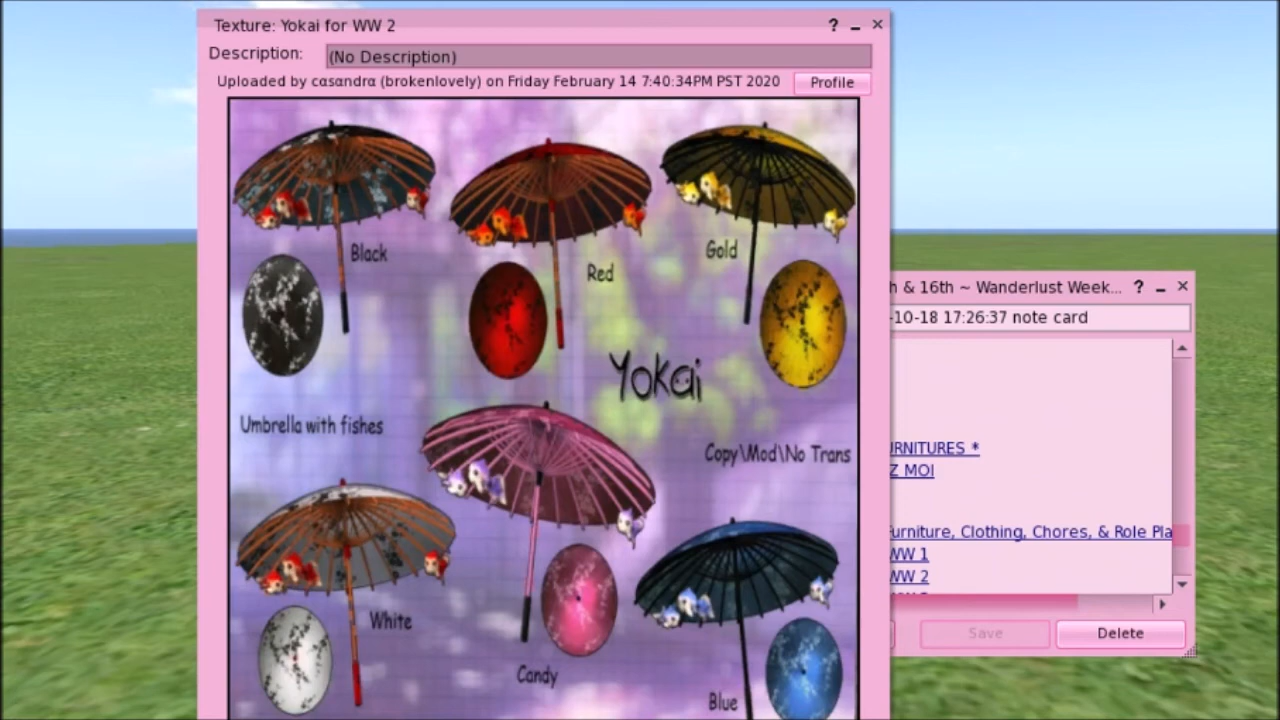 Texture: Yokai for WW 2
Description:
(No Description)
Uploaded by cαsαndrα (brokenlovely) on Friday February 14 7:40:34PM PST 2020
Profile
Black
Red
Gold
Yokai
Umbrella with fishes
Copy\Mod\No Trans
White
Candy
Blue
h & 16th ~ Wanderlust Week...
-10-18 17:26:37 note card
URNITURES *
Z MOI
Furniture, Clothing, Chores, & Role Pla
WW 1
WW 2
Save
Delete